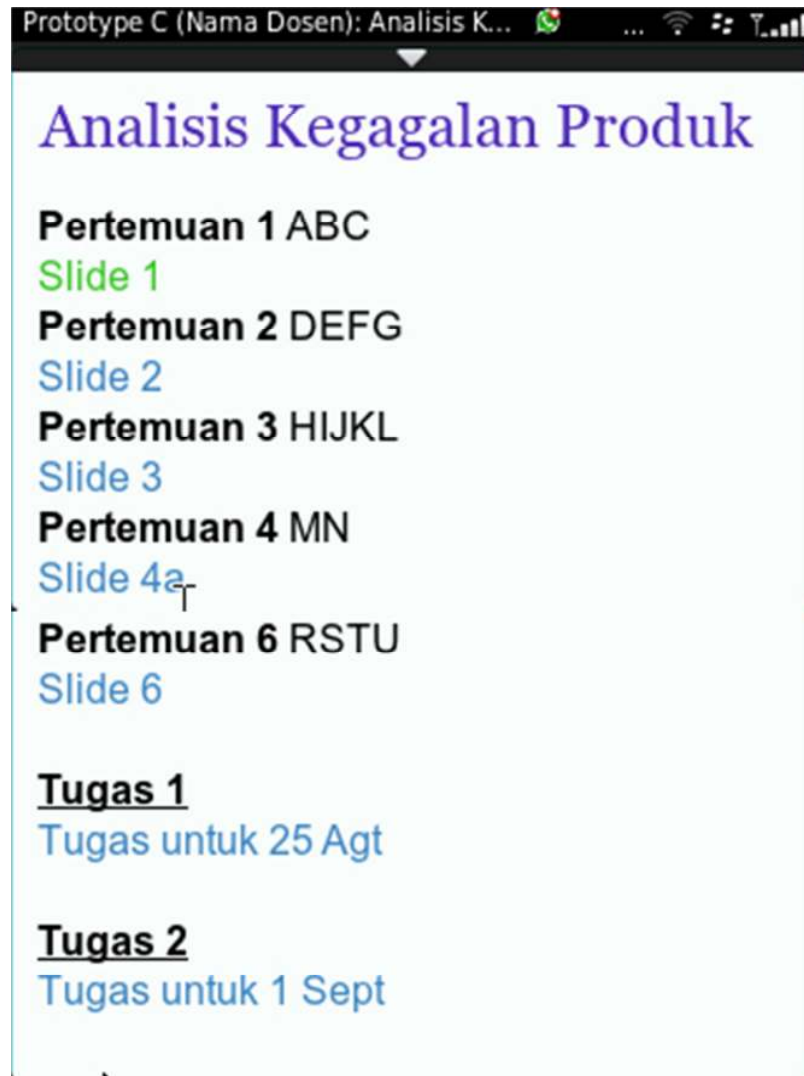 Prototype C (Nama Dosen): Analisis K... ...
Analisis Kegagalan Produk
Pertemuan 1 ABC
Slide 1
Pertemuan 2 DEFG
Slide 2
Pertemuan 3 HIJKL
Slide 3
Pertemuan 4 MN
Slide 4a
Pertemuan 6 RSTU
Slide 6
Tugas 1
Tugas untuk 25 Agt
Tugas 2
Tugas untuk 1 Sept